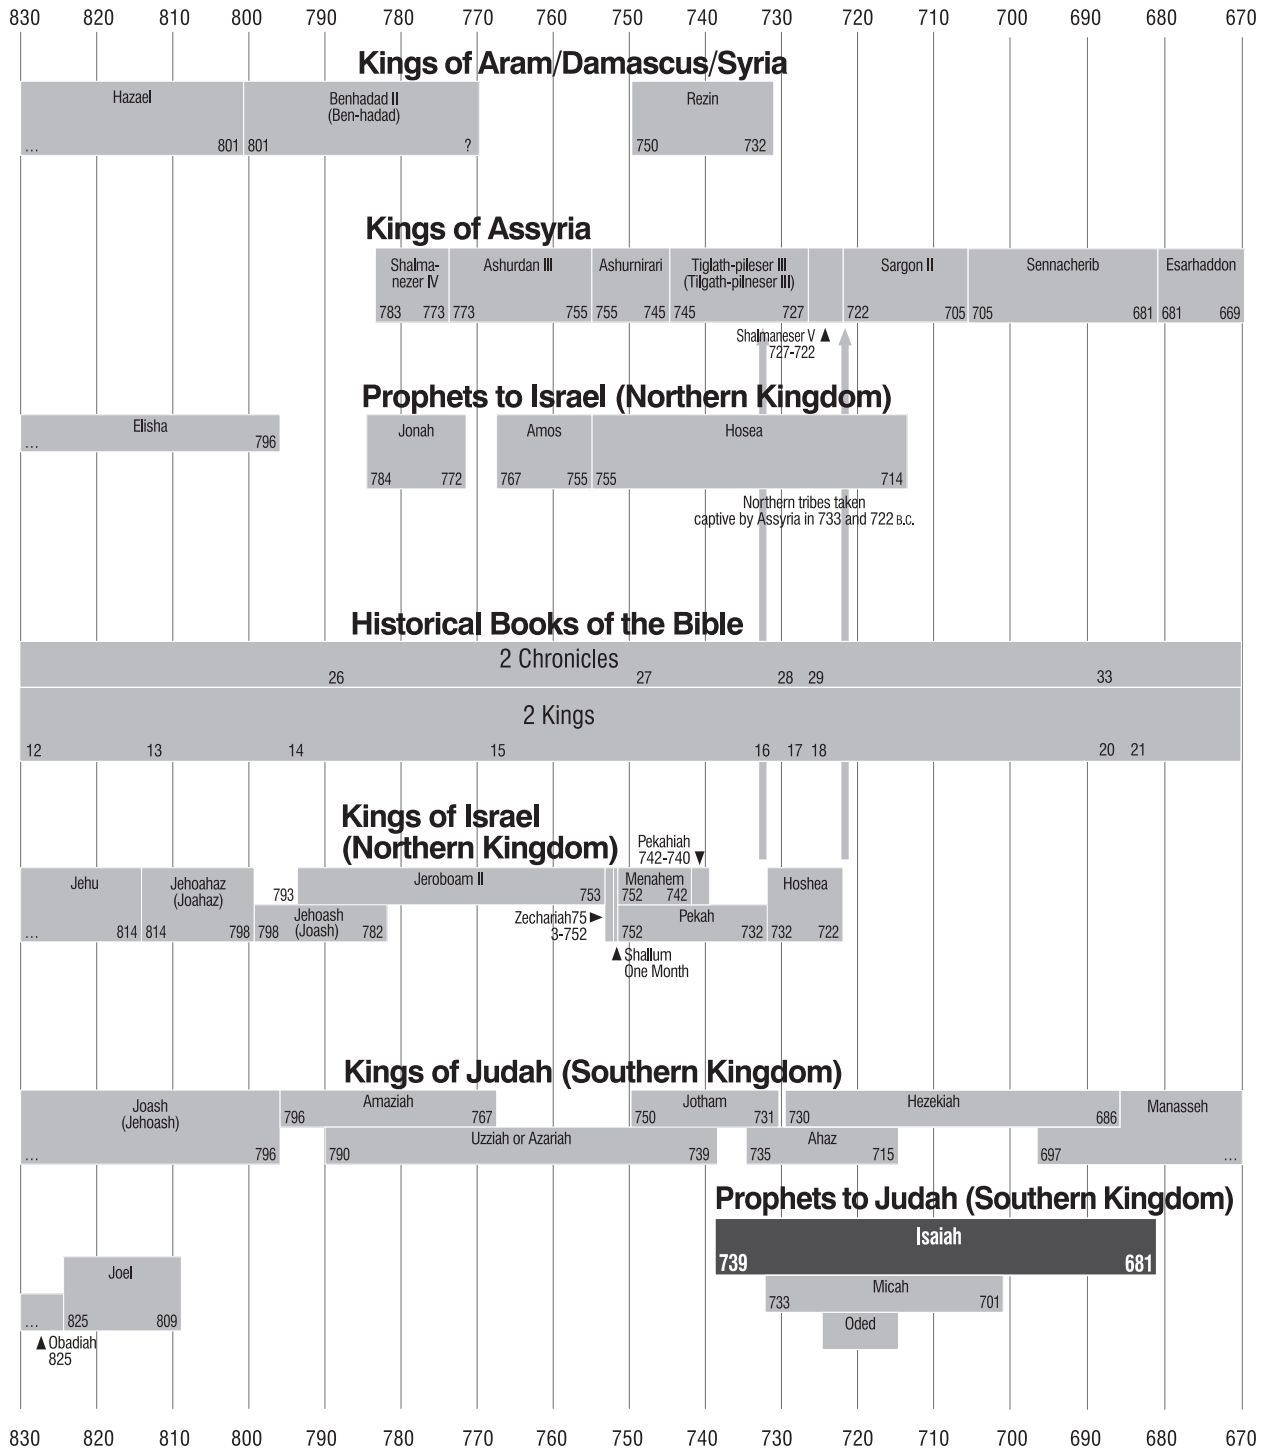 830 820 810 800 790 780 770 760 750 740 730 720 710 700 690 680 670
Kings of Aram/Damascus/Syria
Hazael
... 801
Benhadad II
(Ben-hadad)
801 ?
Rezin
750 732
Kings of Assyria
Shalma-
nezer IV
783 773
Ashurdan III
773 755
Ashurnirari
755 745
Tiglath-pileser III
(Tilgath-pilneser III)
745 727
Sargon II
722 705
Sennacherib
705 681
Esarhaddon
681 669
Shalmaneser V ▲
727-722
Prophets to Israel (Northern Kingdom)
Elisha
... 796
Jonah
784 772
Amos
767 755
Hosea
755 714
Northern tribes taken
captive by Assyria in 733 and 722 B.C.
Historical Books of the Bible
2 Chronicles
26 27 28 29 33
2 Kings
12 13 14 15 16 17 18 20 21
Kings of Israel
(Northern Kingdom)
Pekahiah
742-740 ▼
Jehu
... 814
Jehoahaz
(Joahaz)
814 798
Jeroboam II
793 753
Jehoash
(Joash)
798 782
Zechariah75 ►
3-752
▲ Shallum
One Month
Menahem
752 742
Pekah
752 732
Hoshea
732 722
Kings of Judah (Southern Kingdom)
Joash
(Jehoash)
... 796
Amaziah
796 767
Uzziah or Azariah
790 739
Jotham
750 731
Ahaz
735 715
Hezekiah
730 686
Manasseh
697 ...
Prophets to Judah (Southern Kingdom)
Isaiah
739 681
Joel
825 809
...
▲ Obadiah
825
Micah
733 701
Oded
830 820 810 800 790 780 770 760 750 740 730 720 710 700 690 680 670